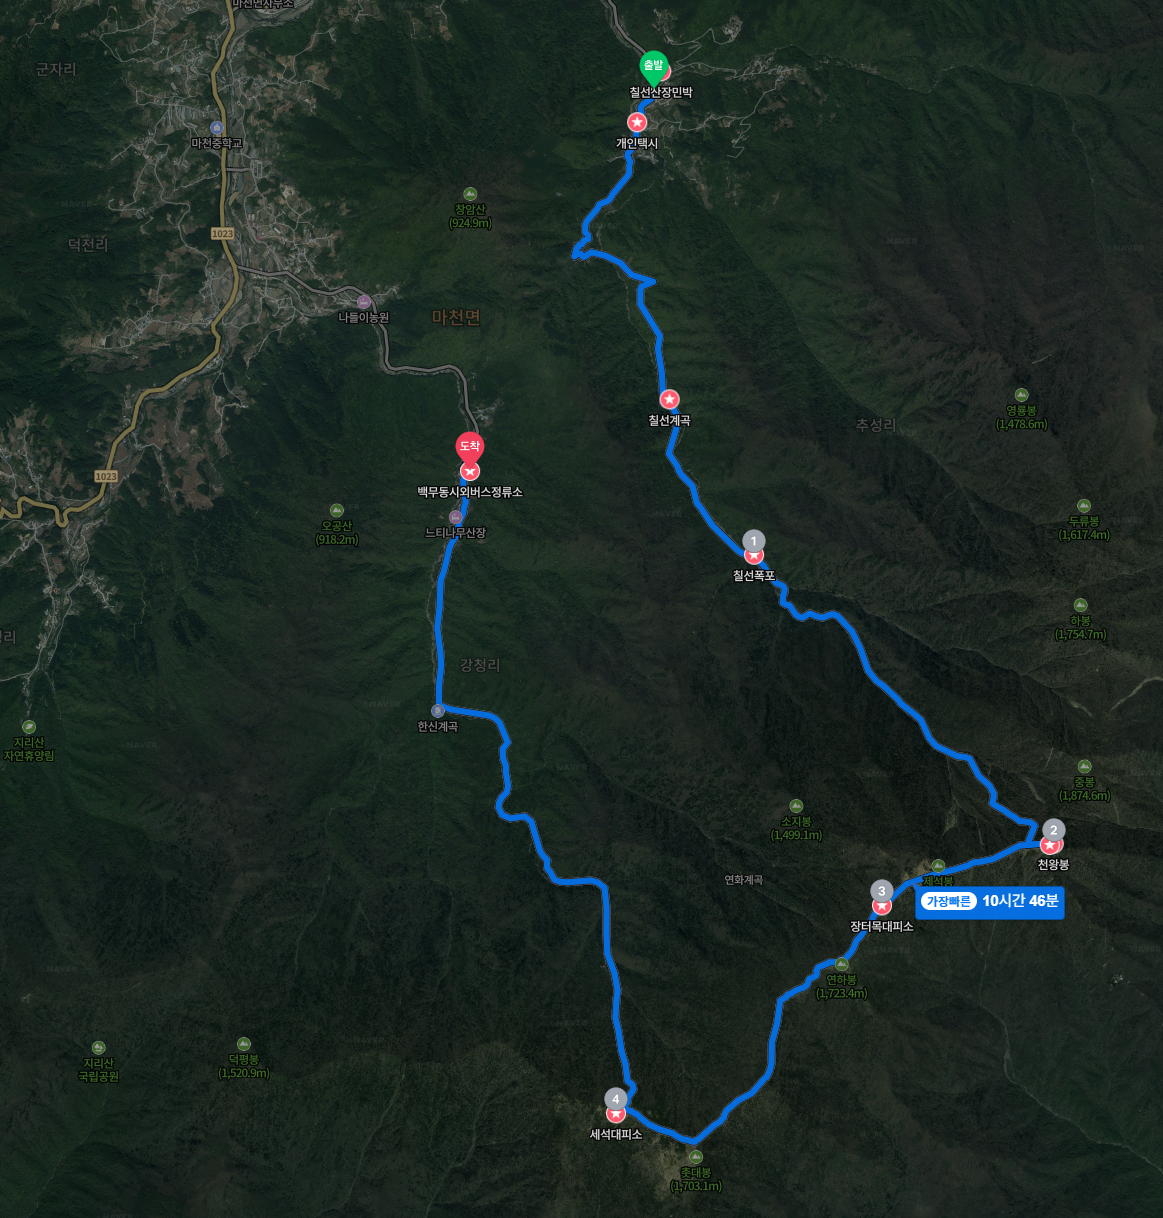 마천면사무소
군자리
출발
칠선산장민박
마천중학교
개인택시
창암산
(924.9m)
1023
덕전리
나들이농원
마천면
영룡봉
(1,478.6m)
칠선계곡
추성리
도착
1023
백무동시외버스정류소
오공산
(918.2m)
느티나무산장
두류봉
(1,617.4m)
1
칠선폭포
하봉
(1,754.7m)
리
강청리
한신계곡
지리산
자연휴양림
중봉
(1,874.6m)
소지봉
(1,499.1m)
2
천왕봉
제석봉
연화계곡
3
가장빠른 10시간 46분
장터목대피소
연하봉
(1,723.4m)
지리산
국립공원
덕평봉
(1,520.9m)
4
세석대피소
촛대봉
(1,703.1m)